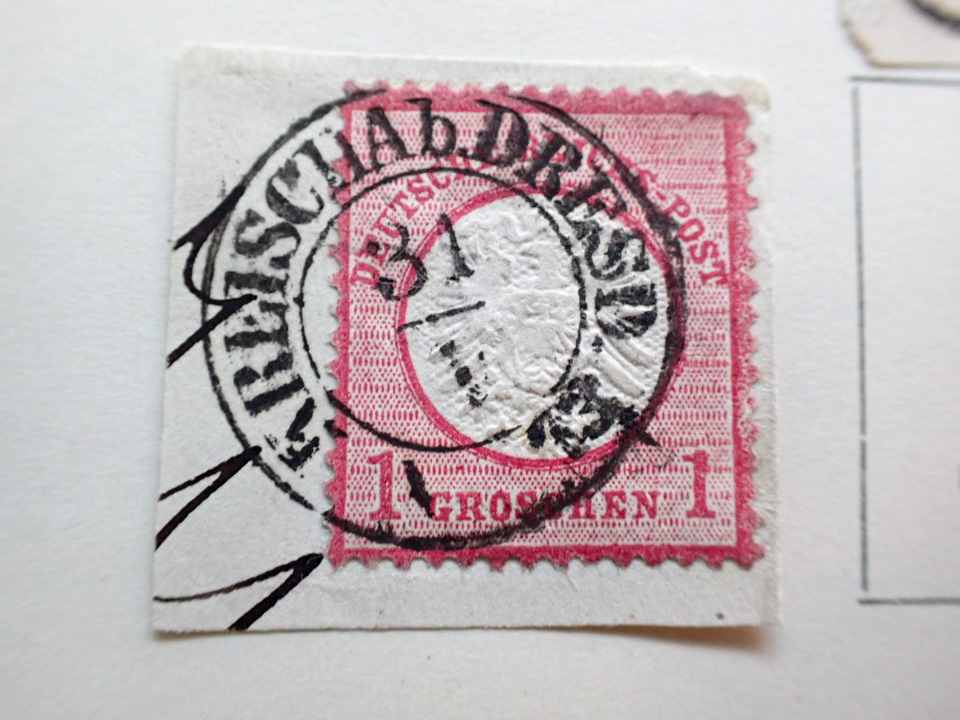 KREISCHA b. DRESD.
DEUTSCHE REICHS-POST
31
1 GROSCHEN 1